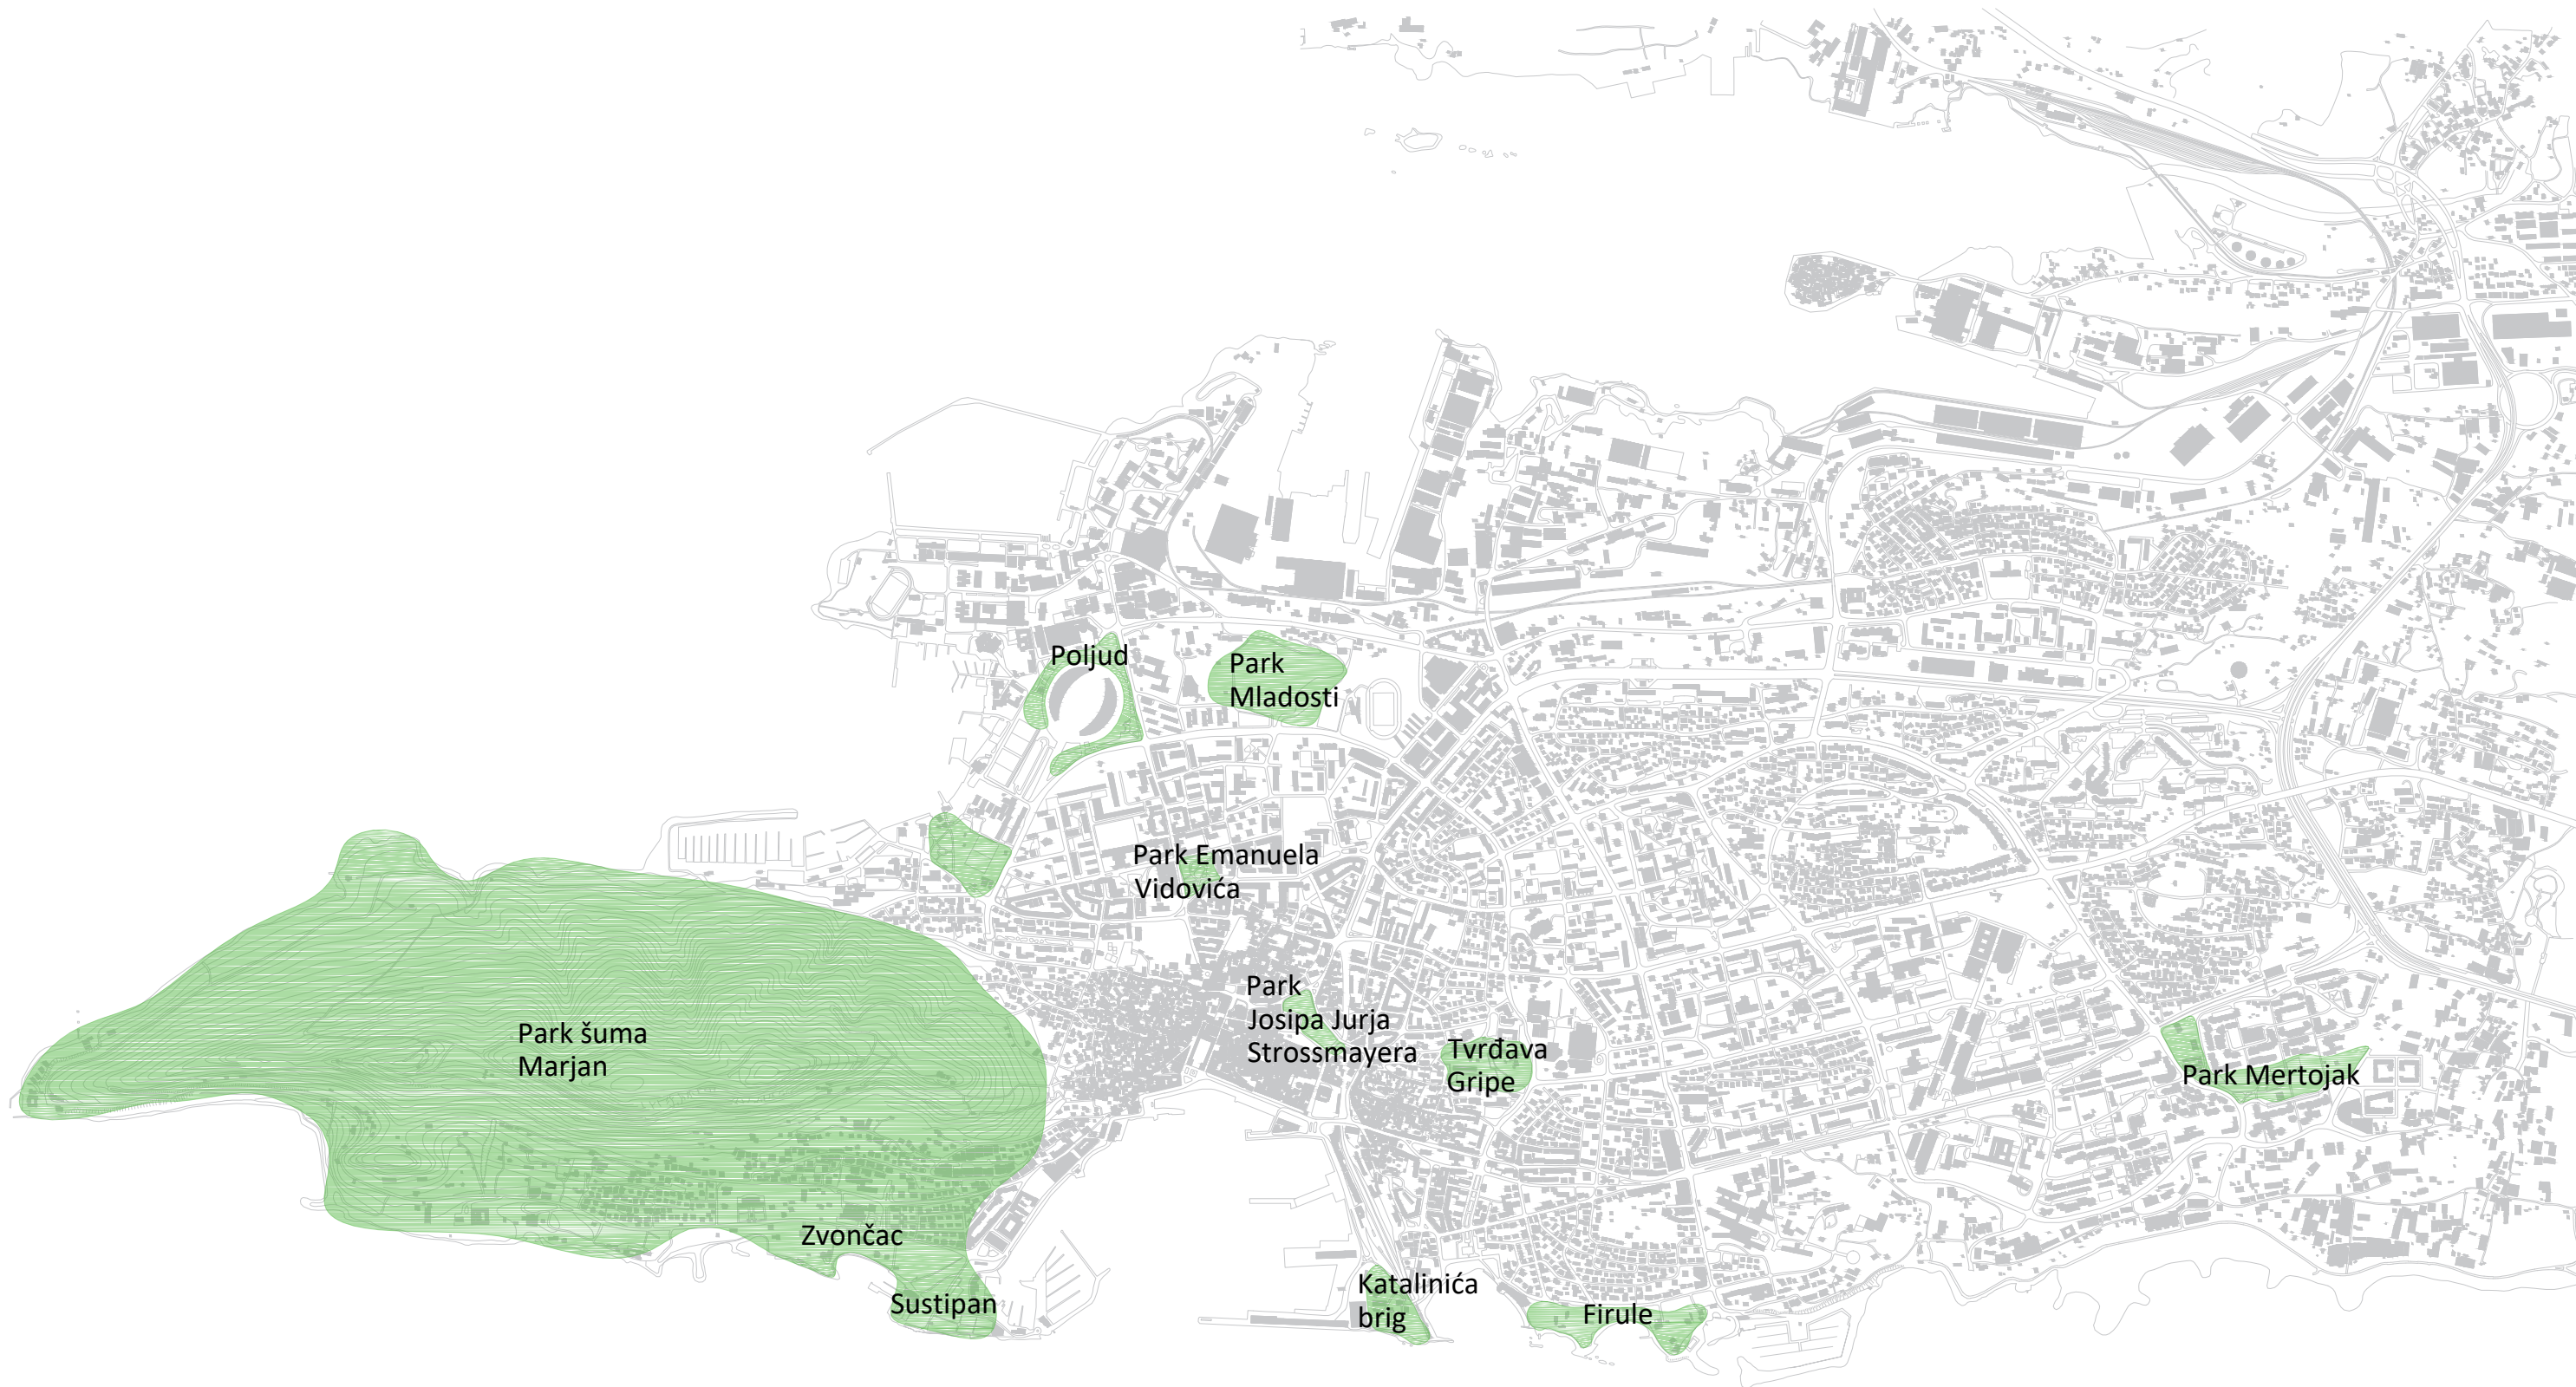 Poljud
Park
Mladosti
Park Emanuela
Vidovića
Park
Josipa Jurja
Strossmayera
Park šuma
Marjan
Tvrđava
Gripe
Park Mertojak
Zvončac
Sustipan
Katalinića
brig
Firule